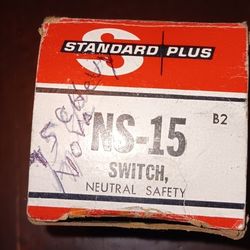 S
STANDARD PLUS
NS-15
B2
SWITCH,
NEUTRAL SAFETY